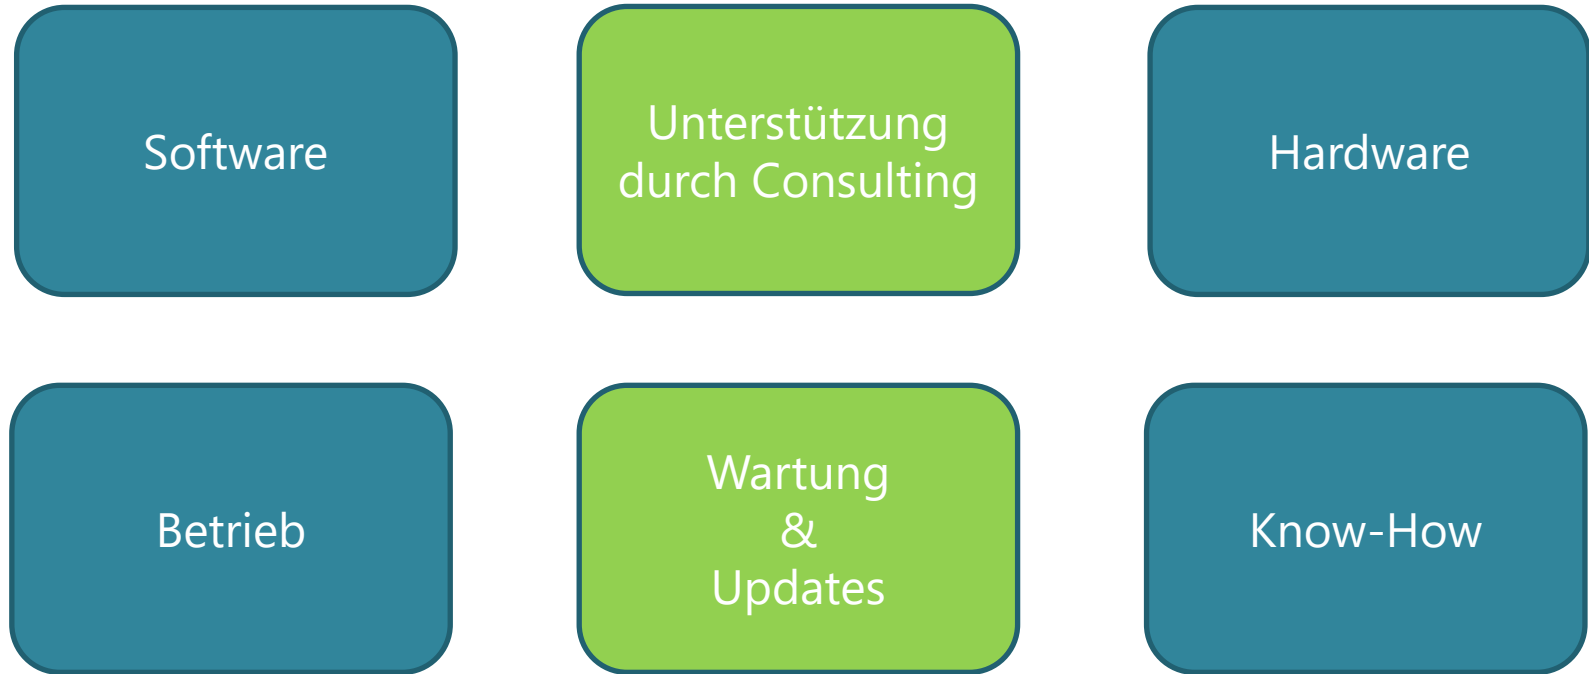 Software
Unterstützung
durch Consulting
Hardware
Betrieb
Wartung
&
Updates
Know-How